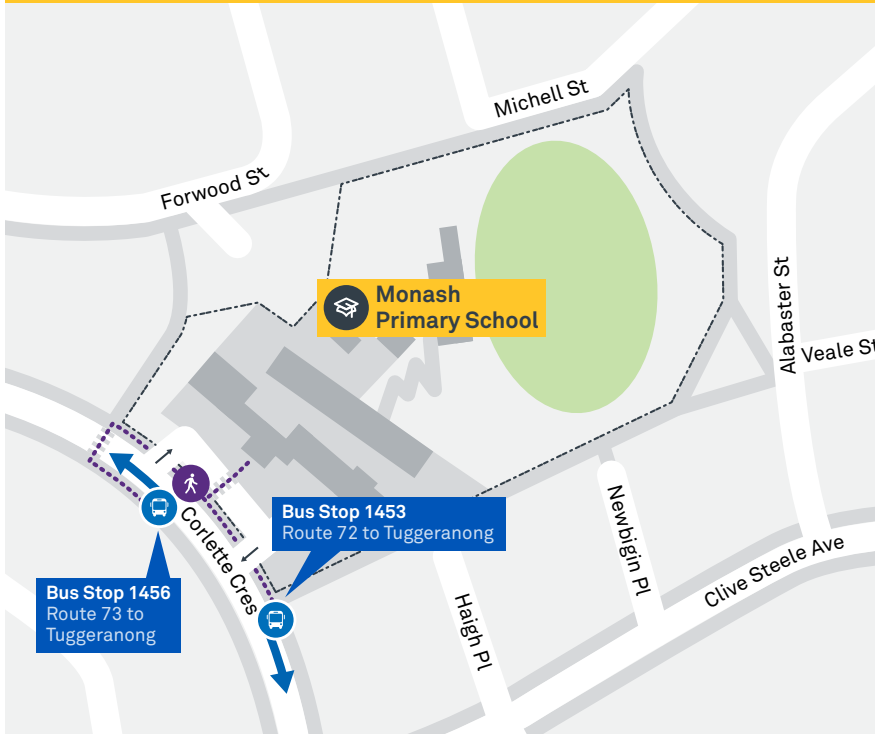 Michell St
Forwood St
Monash
Primary School
Alabaster St
Veale St
Bus Stop 1453
Route 72 to Tuggeranong
Corlette Cres
Newbigin Pl
Clive Steele Ave
Bus Stop 1456
Route 73 to
Tuggeranong
Haigh Pl